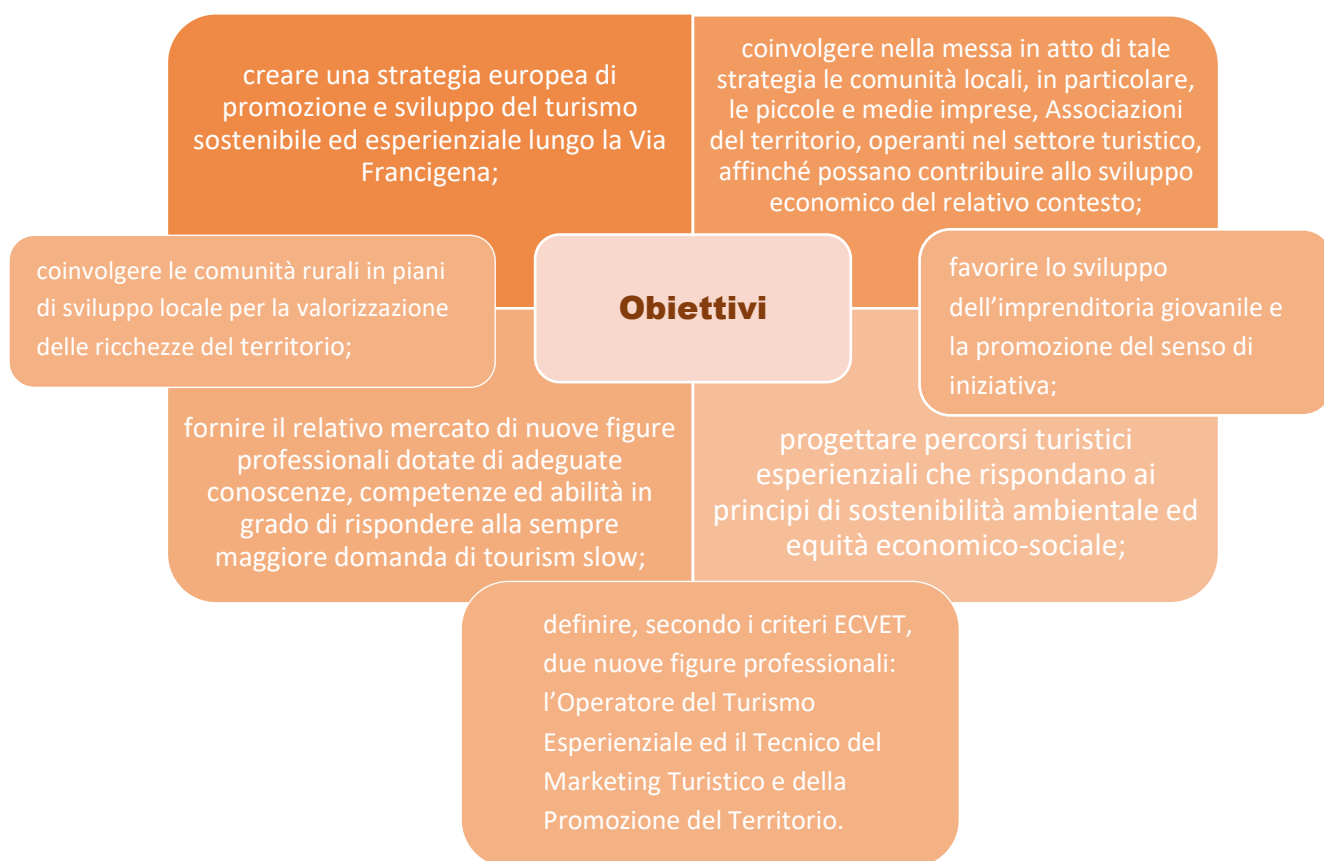 creare una strategia europea di
promozione e sviluppo del turismo
sostenibile ed esperienziale lungo la Via
Francigena;
coinvolgere nella messa in atto di tale
strategia le comunità locali, in particolare,
le piccole e medie imprese, Associazioni
del territorio, operanti nel settore turistico,
affinché possano contribuire allo sviluppo
economico del relativo contesto;
coinvolgere le comunità rurali in piani
di sviluppo locale per la valorizzazione
delle ricchezze del territorio;
Obiettivi
favorire lo sviluppo
dell’imprenditoria giovanile e
la promozione del senso di
iniziativa;
fornire il relativo mercato di nuove figure
professionali dotate di adeguate
conoscenze, competenze ed abilità in
grado di rispondere alla sempre
maggiore domanda di tourism slow;
progettare percorsi turistici
esperienziali che rispondano ai
principi di sostenibilità ambientale ed
equità economico-sociale;
definire, secondo i criteri ECVET,
due nuove figure professionali:
l’Operatore del Turismo
Esperienziale ed il Tecnico del
Marketing Turistico e della
Promozione del Territorio.